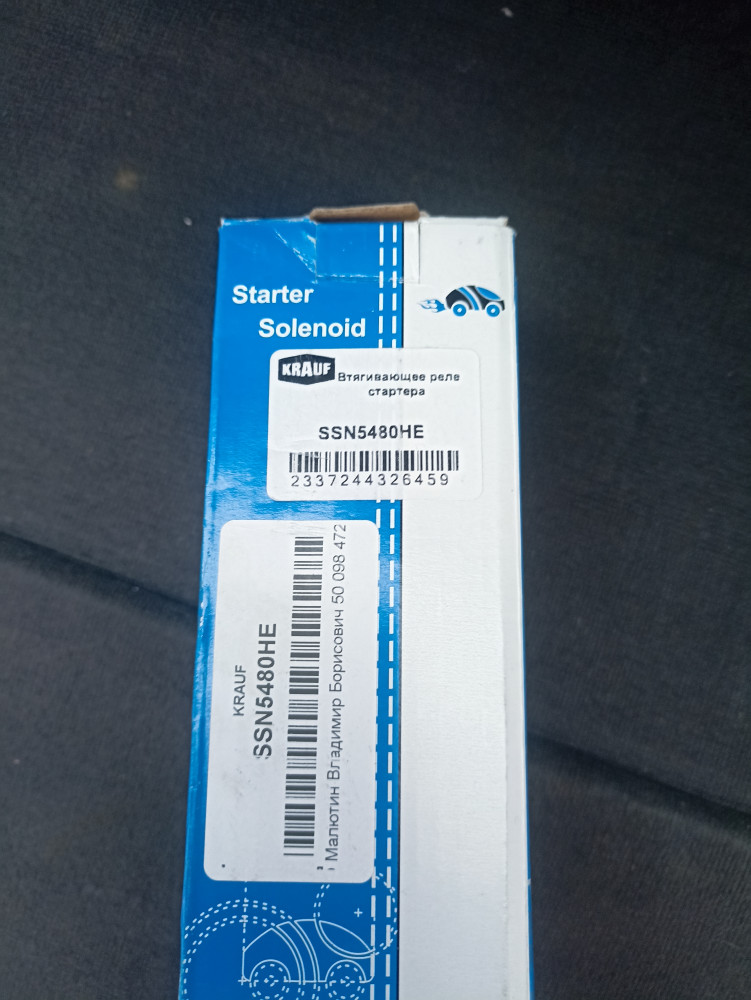 Starter
Solenoid
KRAUF
Втягивающее реле
стартера
SSN5480HE
2337244326459
KRAUF
SSN5480HE
Малютин Владимир Борисович 50 098 472